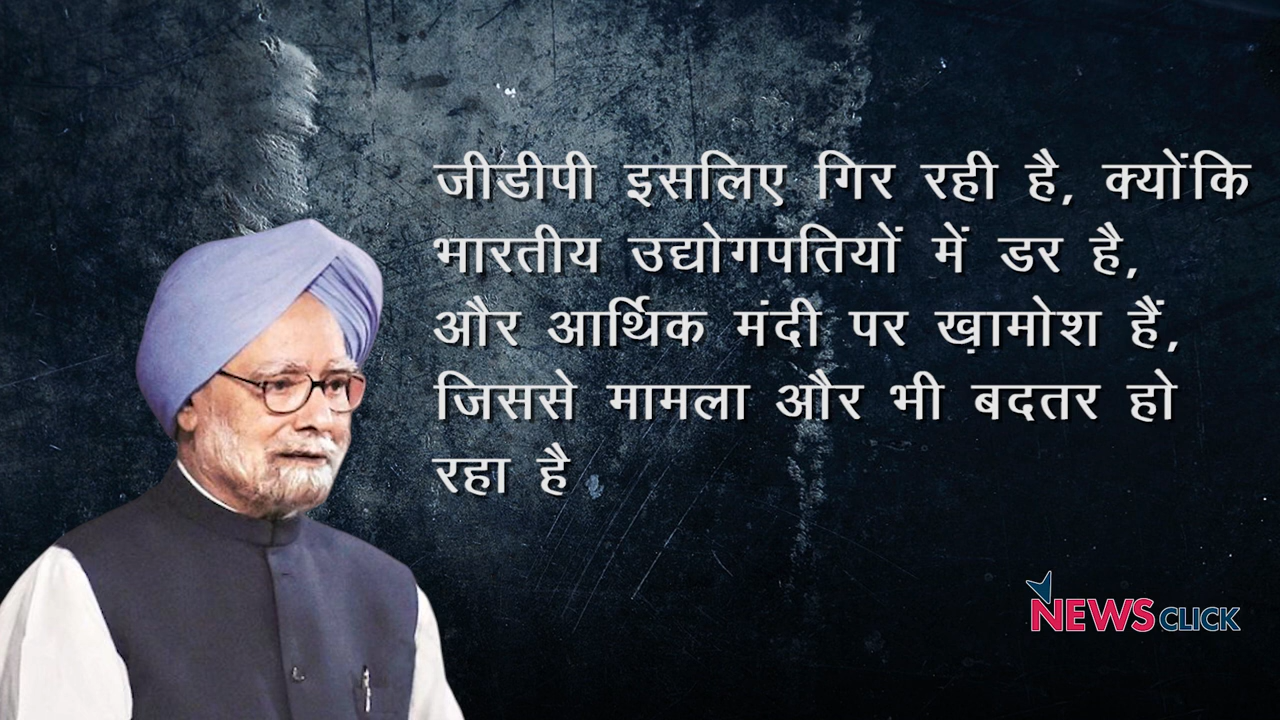 जीडीपी इसलिए गिर रही है, क्योंकि
भारतीय उद्योगपतियों में डर है,
और आर्थिक मंदी पर ख़ामोश हैं,
जिससे मामला और भी बदतर हो
रहा है
NEWSCLICK